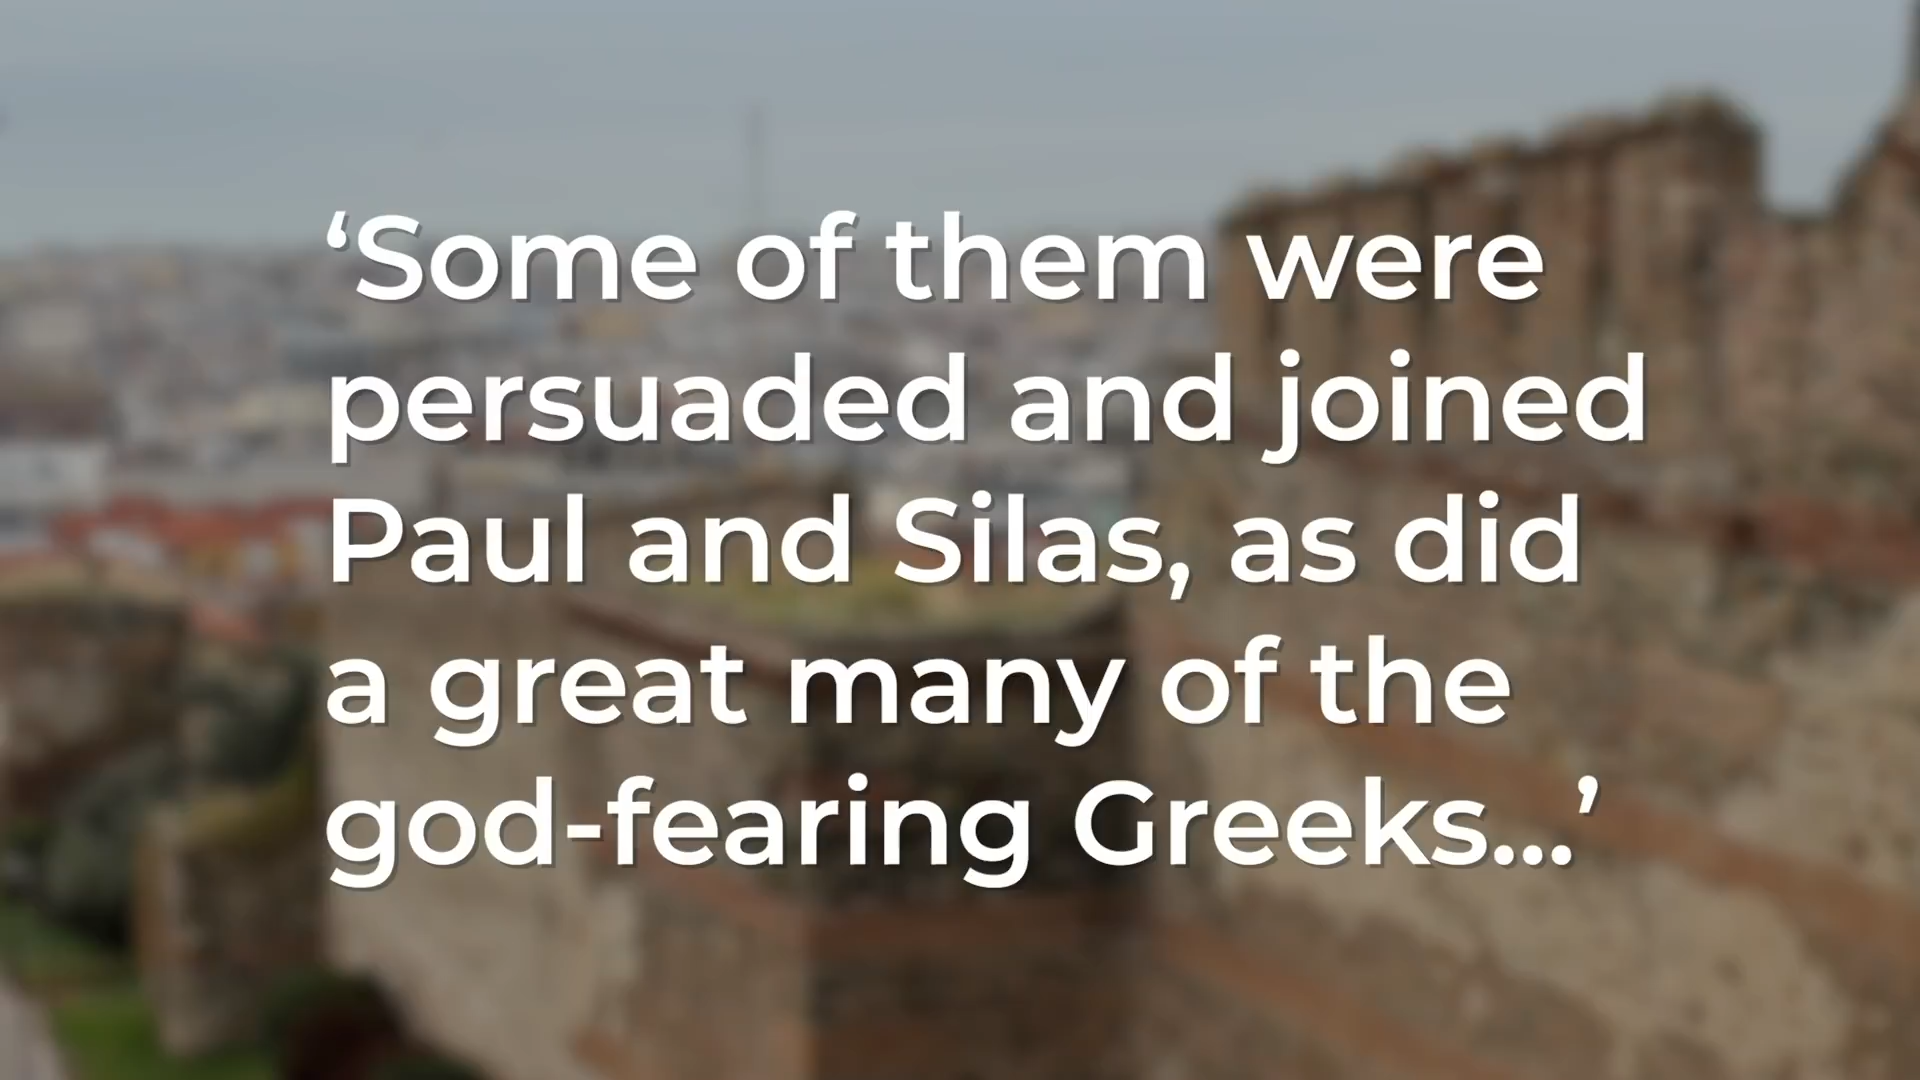 ‘Some of them were
persuaded and joined
Paul and Silas, as did
a great many of the
god-fearing Greeks...’